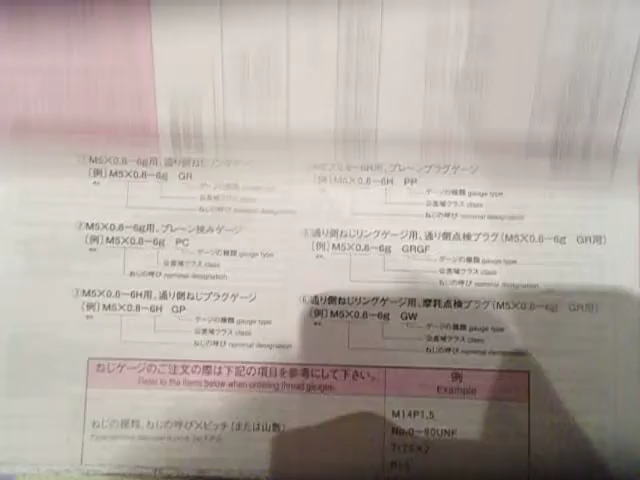 ①M5×0.8−6g用、通り側ねじリングゲージ
[例] M5×0.8−6g GR
ex
ゲージの種類 gauge type
公差域クラス class
ねじの呼び nominal designation
②M5×0.8−6g用、プレーン挟みゲージ
[例] M5×0.8−6g PC
ex
ゲージの種類 gauge type
公差域クラス class
ねじの呼び nominal designation
③M5×0.8−6H用、通り側ねじプラグゲージ
[例] M5×0.8−6H GP
ex
ゲージの種類 gauge type
公差域クラス class
ねじの呼び nominal designation
6H用、プレーンプラグゲージ
[例] M5×0.8−6H PP
ゲージの種類 gauge type
公差域クラス class
ねじの呼び nominal designation
通り側ねじリングゲージ用、通り側点検プラグ(M5×0.8−6g GR用)
[例] M5×0.8−6g GRGF
ex
ゲージの種類 gauge type
公差域クラス class
ねじの呼び nominal designation
⑥通り側ねじリングゲージ用、摩耗点検プラグ(M5×0.8−6g GR用)
[例] M5×0.8−6g GW
ex
ゲージの種類 gauge type
公差域クラス class
ねじの呼び nominal designation
ねじゲージのご注文の際は下記の項目を参考にして下さい。
Refer to the items below when ordering thread gauges.
例
Example
ねじの種類、ねじの呼び×ピッチ(または山数)
M14P1.5
No.0−80UNF